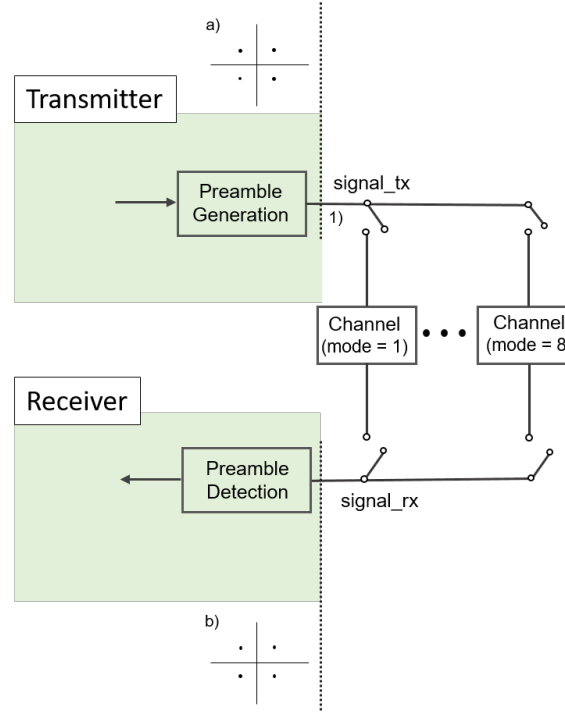 a)
Transmitter
Preamble
Generation
signal_tx
1)
Channel
(mode = 1)
Channel
(mode = 8
Receiver
Preamble
Detection
signal_rx
b)